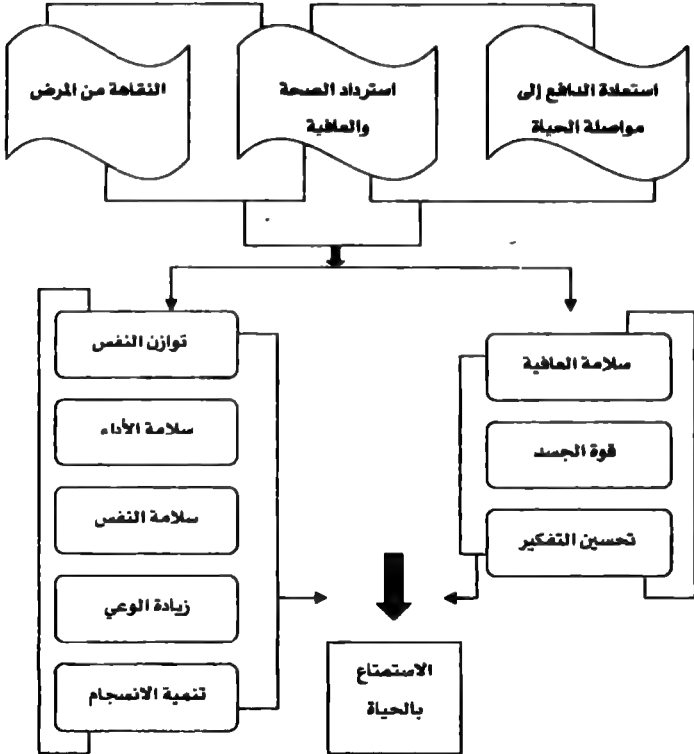 استعادة الدافع إلى
مواصلة الحياة
استرداد الصحة
والعافية
النقاهة من المرض
سلامة العافية
قوة الجسد
تحسين التفكير
توازن النفس
سلامة الأداء
سلامة النفس
زيادة الوعي
تنمية الانسجام
الاستمتاع
بالحياة